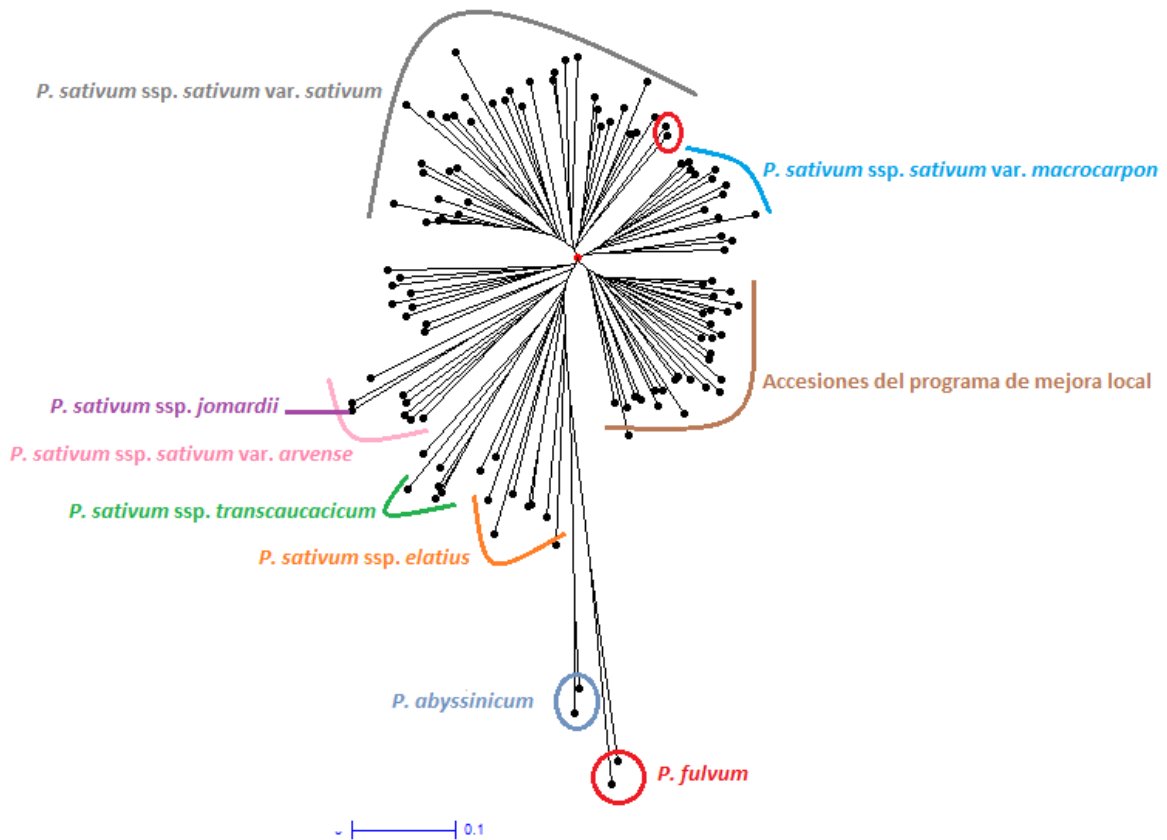 P. sativum ssp. sativum var. sativum
P. sativum ssp. sativum var. macrocarpon
Accesiones del programa de mejora local
P. sativum ssp. jomardii
P. sativum ssp. sativum var. arvense
P. sativum ssp. transcaucacicum
P. sativum ssp. elatius
P. abyssinicum
P. fulvum
0.1